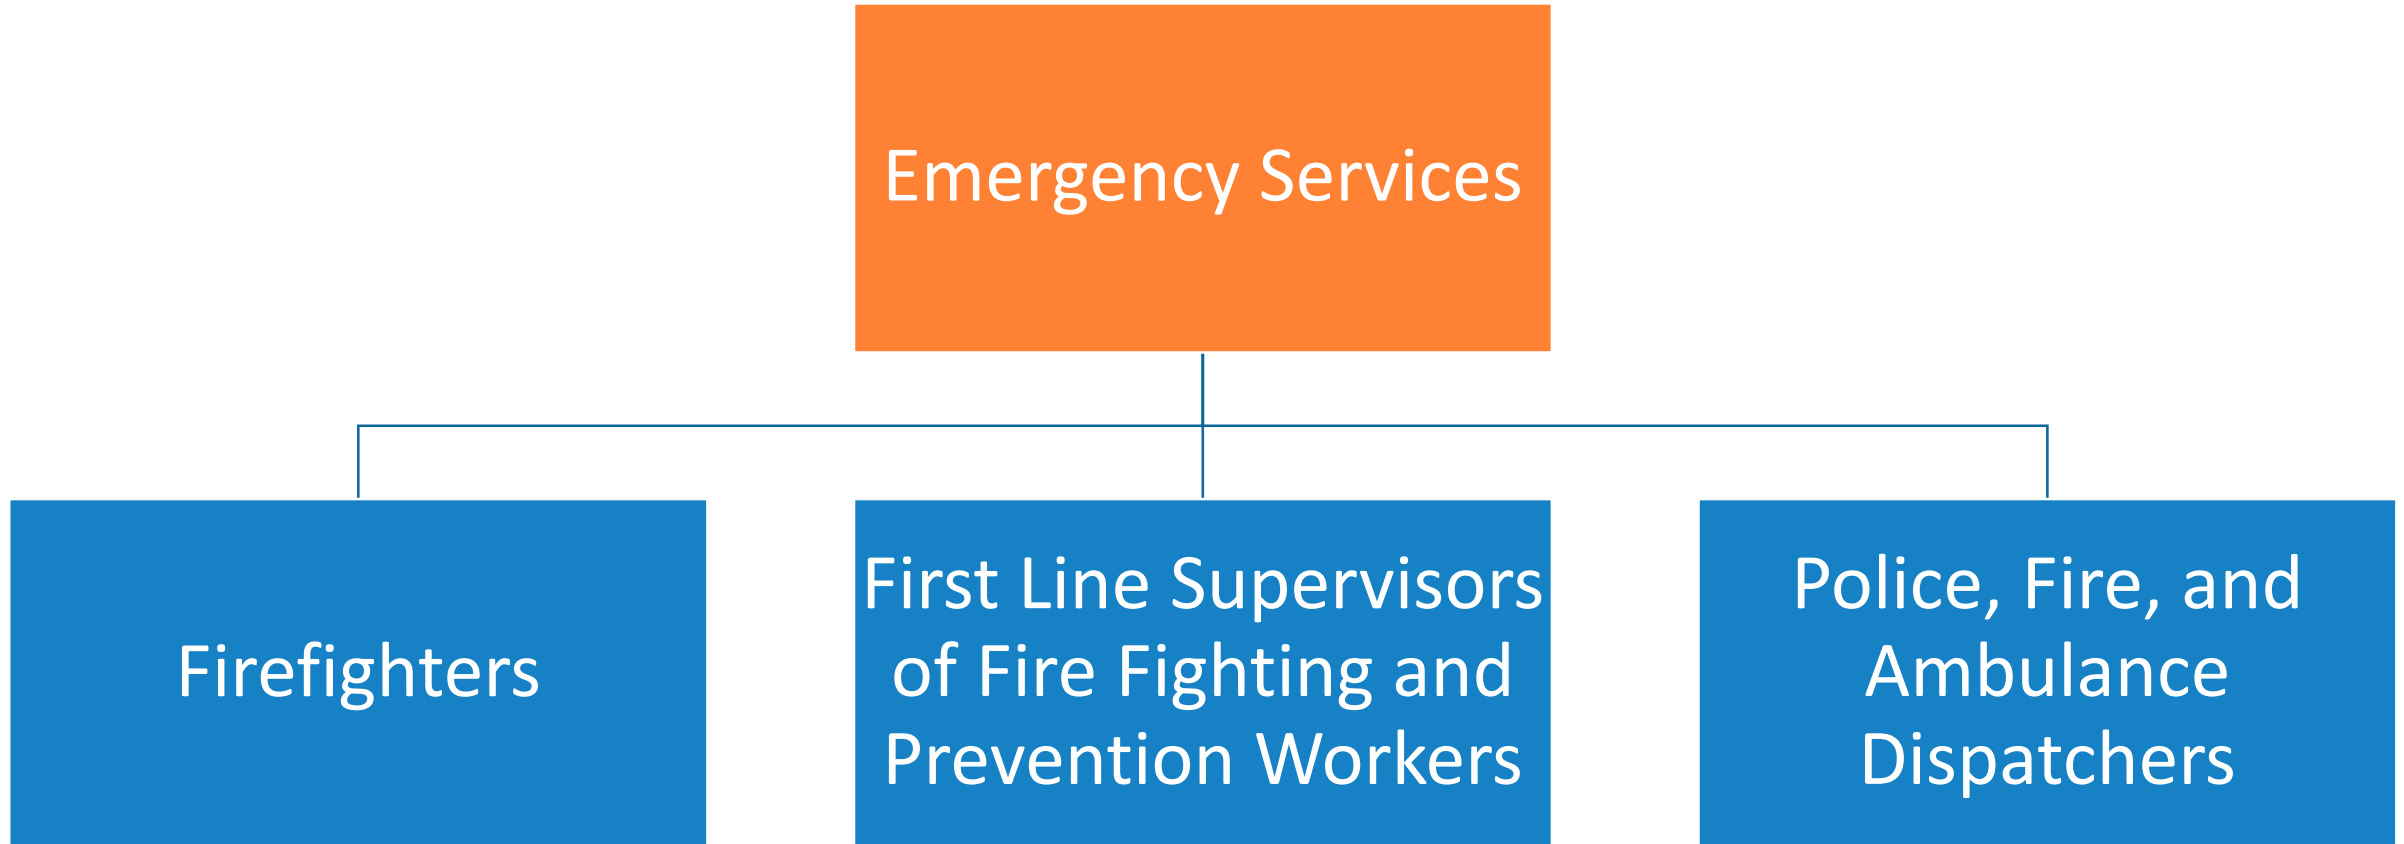 Emergency Services
Firefighters
First Line Supervisors
of Fire Fighting and
Prevention Workers
Police, Fire, and
Ambulance
Dispatchers